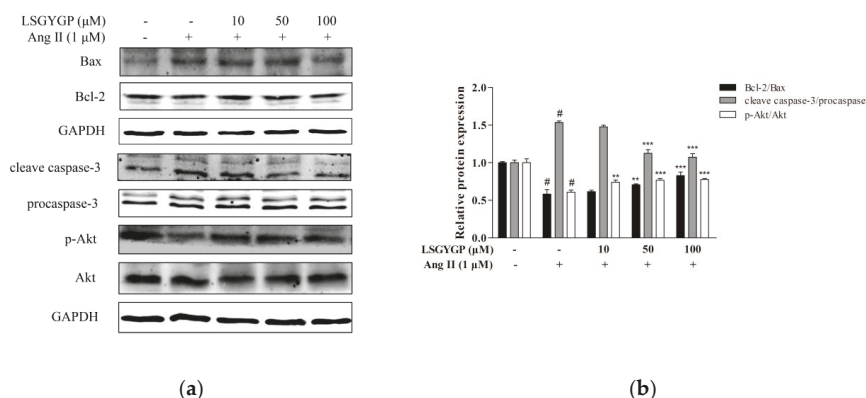 LSGYGP (μM) - - 10 50 100
Ang II (1 μM) - + + + +
Bax
Bcl-2
GAPDH
cleave caspase-3
procaspase-3
p-Akt
Akt
GAPDH
(a)
Relative protein expression
2.0
1.5
1.0
0.5
0.0
# # #
**
** *** ***
*** *** ***
Bcl-2/Bax
cleave caspase-3/procaspase
p-Akt/Akt
LSGYGP (μM) - - 10 50 100
Ang II (1 μM) - + + + +
(b)